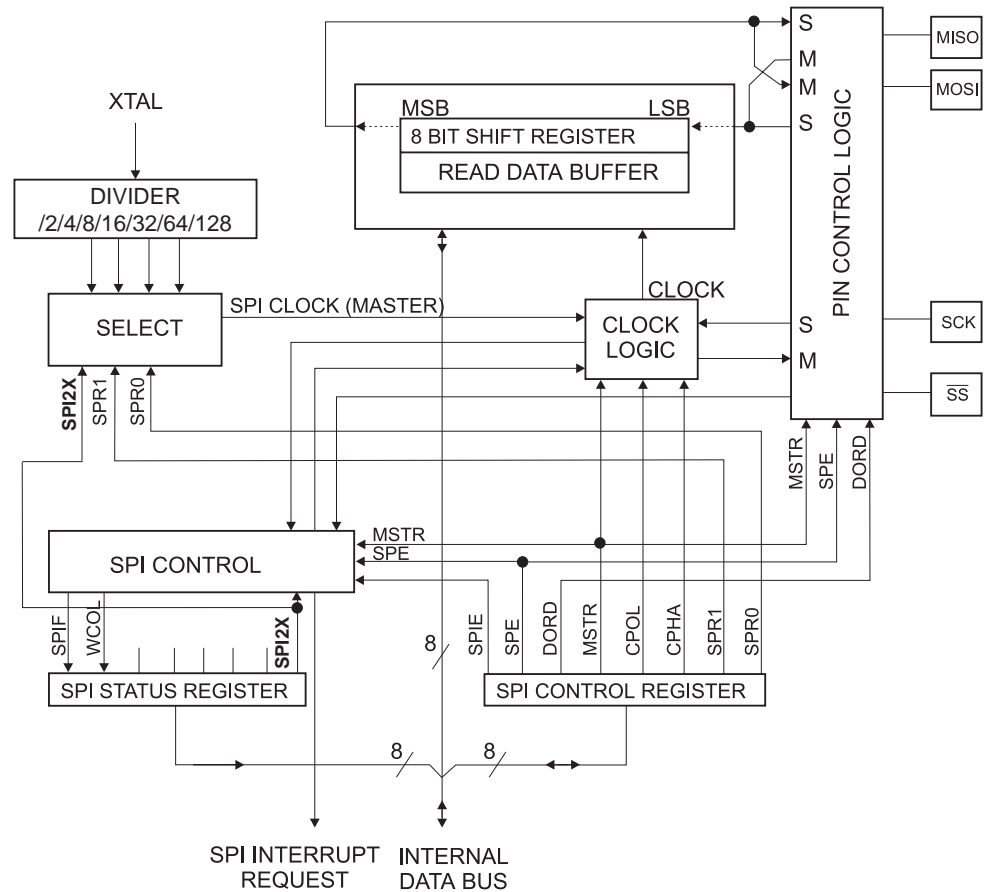 S
MISO
M
M
MOSI
S
MSB
LSB
8 BIT SHIFT REGISTER
READ DATA BUFFER
XTAL
DIVIDER
/2/4/8/16/32/64/128
PIN CONTROL LOGIC
SPI CLOCK (MASTER)
CLOCK
SELECT
CLOCK
LOGIC
S
M
SCK
SS
SPI2X
SPR1
SPR0
MSTR
SPE
DORD
SPI CONTROL
MSTR
SPE
SPIF
WCOL
SPI2X
SPIE
SPE
DORD
MSTR
CPOL
CPHA
SPR1
SPR0
8
SPI STATUS REGISTER
SPI CONTROL REGISTER
8
8
SPI INTERRUPT
REQUEST
INTERNAL
DATA BUS